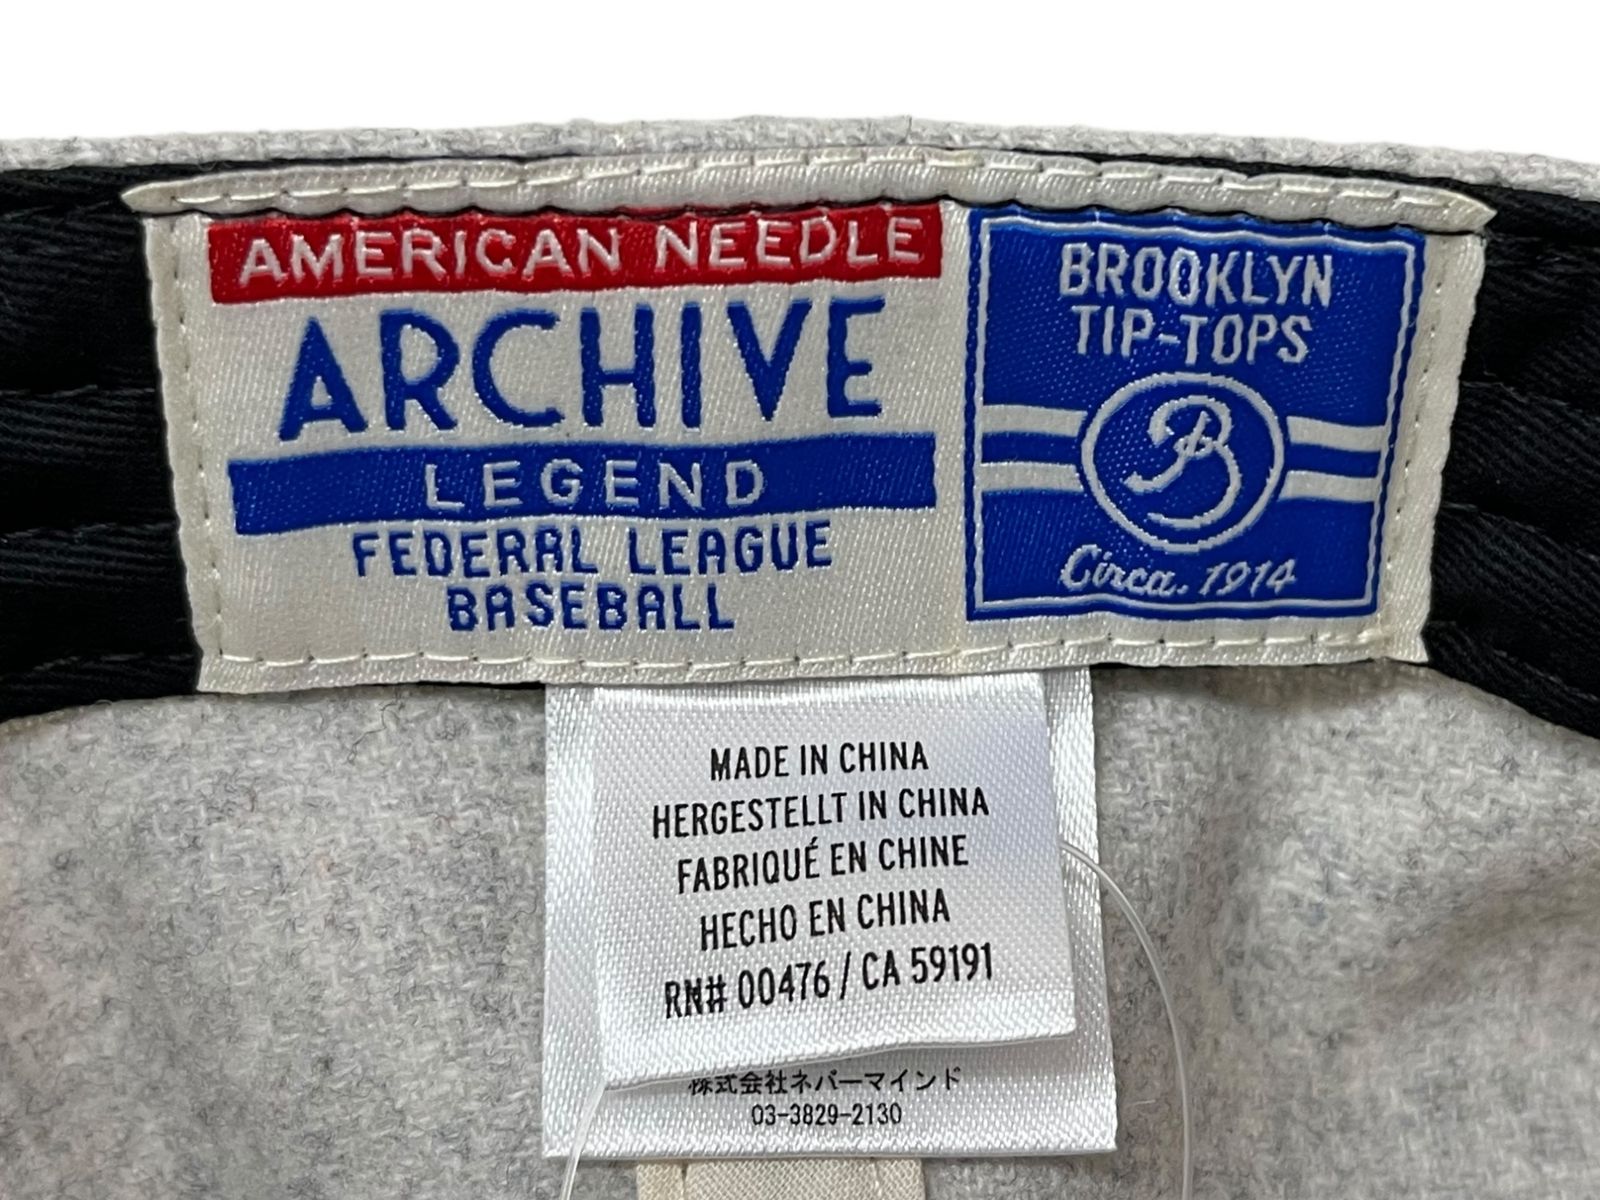 AMERICAN NEEDLE
ARCHIVE
LEGEND
FEDERAL LEAGUE
BASEBALL
BROOKLYN
TIP-TOPS
B
Circa. 1914
MADE IN CHINA
HERGESTELLT IN CHINA
FABRIQUÉ EN CHINE
HECHO EN CHINA
RN# 00476 / CA 59191
株式会社ネバーマインド
03-3829-2130